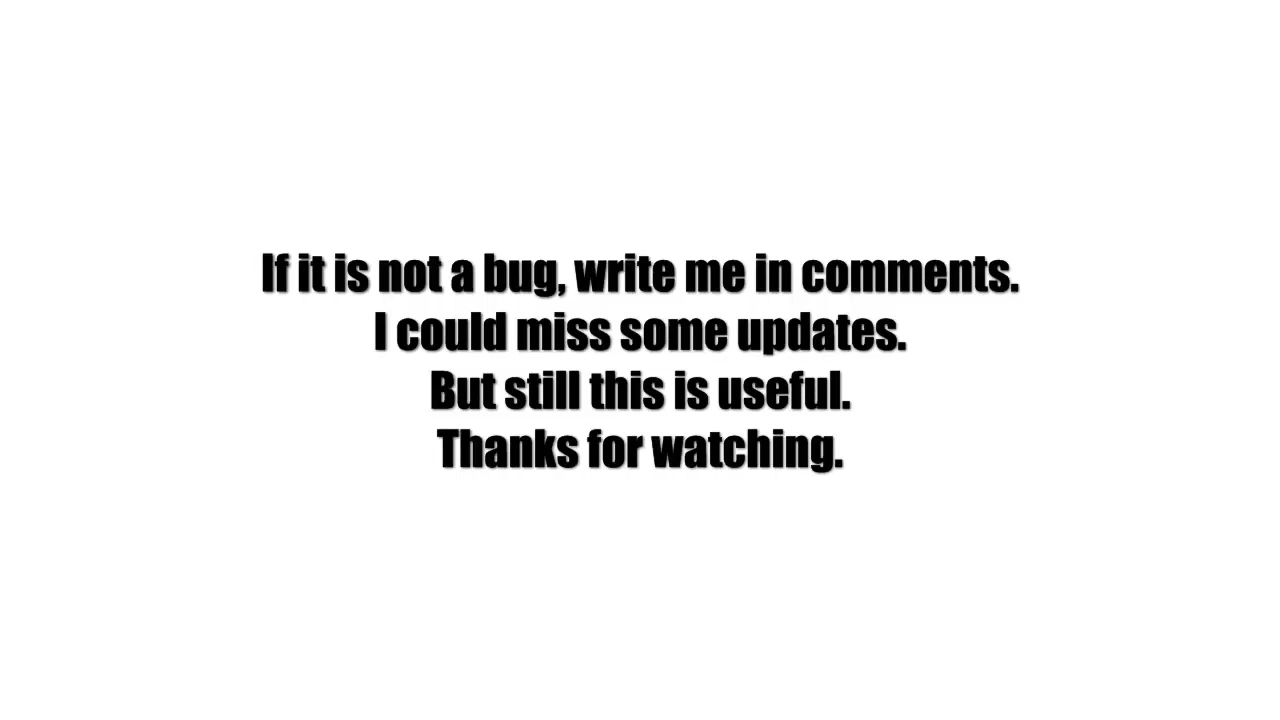 If it is not a bug, write me in comments.
I could miss some updates.
But still this is useful.
Thanks for watching.